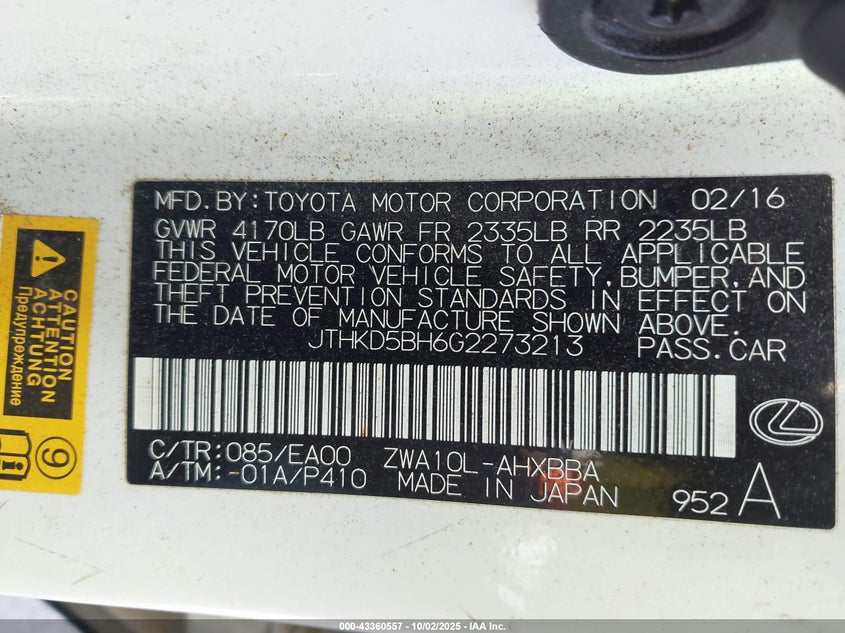 MFD.BY:TOYOTA MOTOR CORPORATION 02/16
GVWR 4170LB GAWR FR 2335LB RR 2235LB
THIS VEHICLE CONFORMS TO ALL APPLICABLE
FEDERAL MOTOR VEHICLE SAFETY,BUMPER,AND
THEFT PREVENTION STANDARDS IN EFFECT ON
THE DATE OF MANUFACTURE SHOWN ABOVE.
JTHKD5BH6G2273213 PASS.CAR
C/TR:085/EA00 ZWA10L-AHXBBA
A/TM:-01A/P410 MADE IN JAPAN 952 A
CAUTION
ATTENTION
ACHTUNG
Предупреждение
9
000-43360557 - 10/02/2025 - IAA Inc.